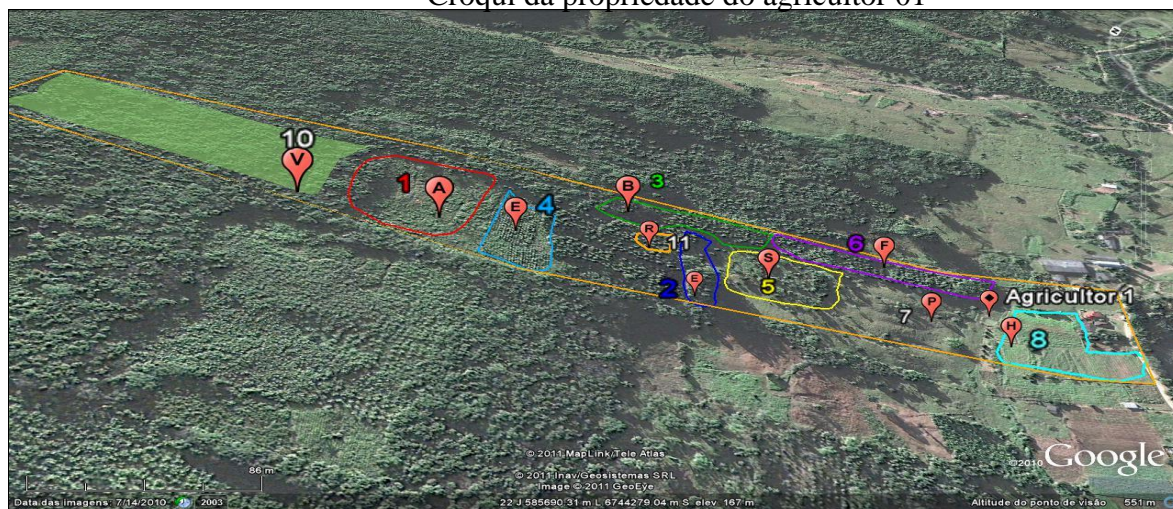 Croqui da propriedade do agricultor 01
10
V
1
A
E
4
B
3
R
11
2
E
S
5
6
F
7
P
Agricultor 1
H
8
86 m
© 2011 MapLink/Tele Atlas
© 2011 Inav/Geosistemas SRL
Image © 2011 GeoEye
©2010 Google
Data das imagens: 7/14/2010 2003
22 J 585690.31 m L 6744279.04 m S elev. 167 m
Altitude do ponto de visão 551 m